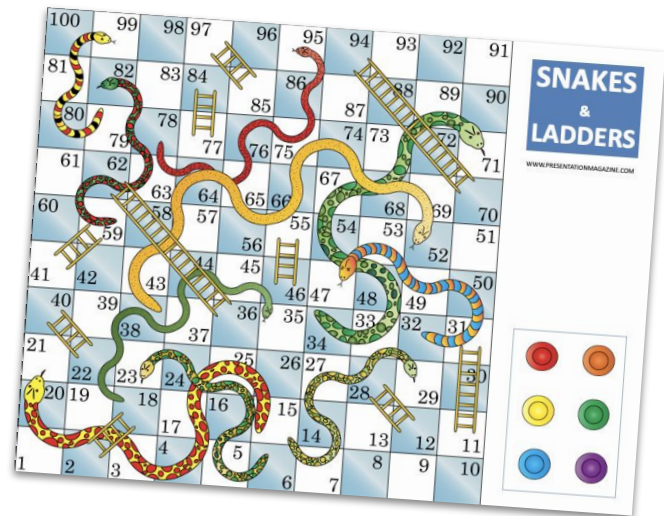 100 99 98 97 96 95 94 93 92 91
81 82 83 84 85 86 87 88 89 90
80 79 78 77 76 75 74 73 72 71
61 62 63 64 65 66 67 68 69 70
60 59 58 57 56 55 54 53 52 51
41 42 43 44 45 46 47 48 49 50
40 39 38 37 36 35 34 33 32 31
21 22 23 24 25 26 27 28 29 30
20 19 18 17 16 15 14 13 12 11
1 2 3 4 5 6 7 8 9 10
SNAKES
&
LADDERS
WWW.PRESENTATIONMAGAZINE.COM